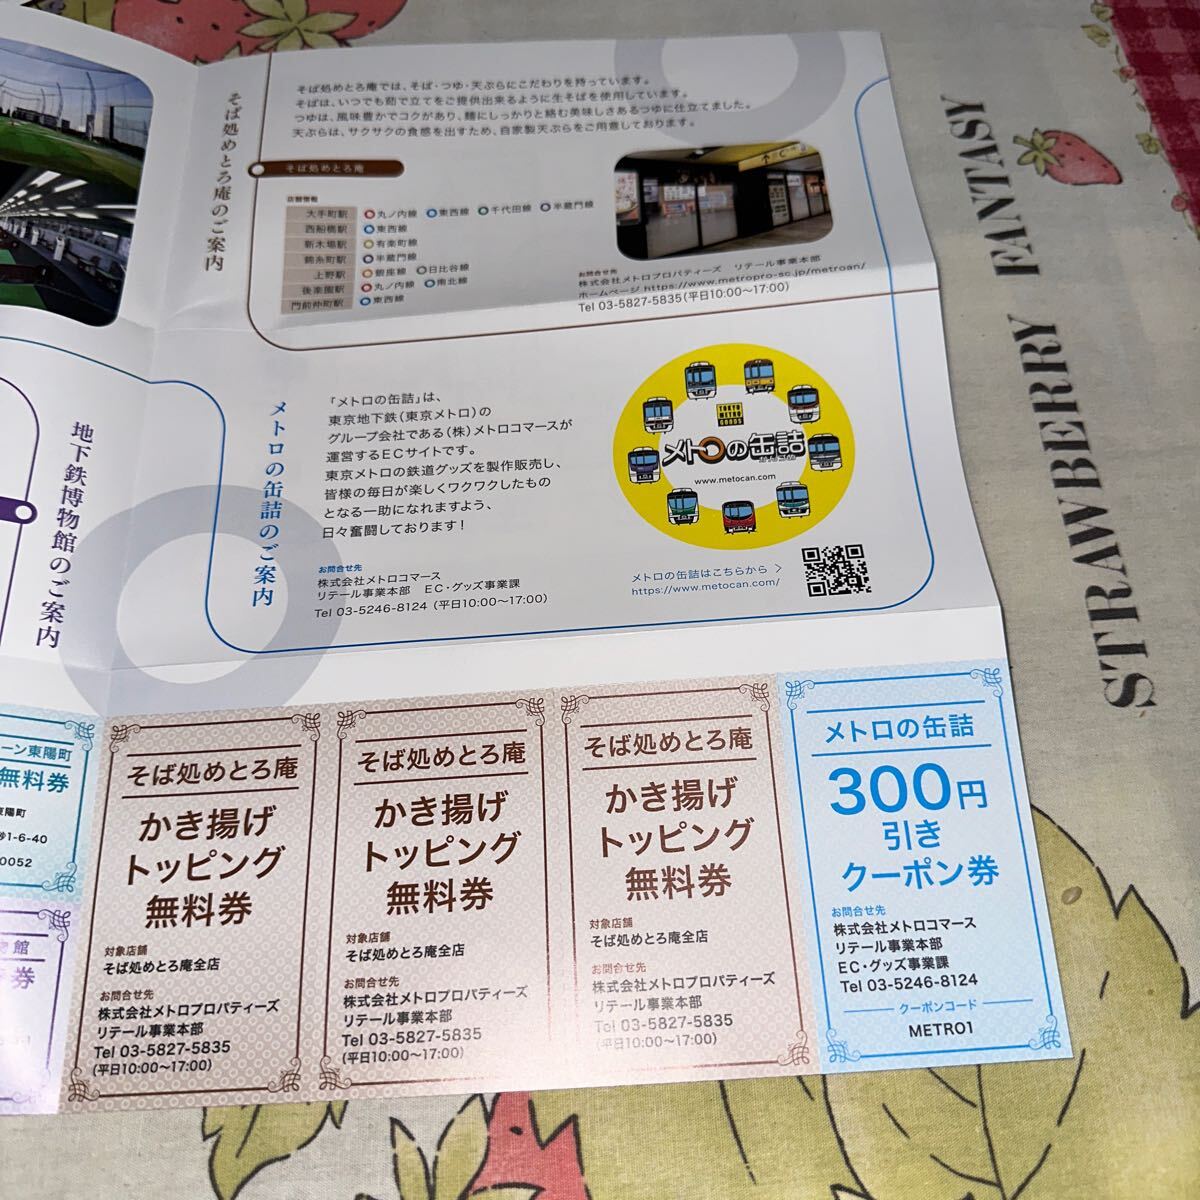 そば処めとろ庵のご案内
そば処めとろ庵では、そば・つゆ・天ぷらにこだわりを持っています。
そばは、いつでも茹で立てをご提供出来るように生そばを使用しています。
つゆは、風味豊かでコクがあり、麺にしっかりと絡む美味しさあるつゆに仕立てました。
天ぷらは、サクサクの食感を出すため、自家製天ぷらをご用意しております。
そば処めとろ庵
店舗情報
大手町駅 丸ノ内線 東西線 千代田線 半蔵門線
西船橋駅 東西線
新木場駅 有楽町線
錦糸町駅 半蔵門線
上野駅 銀座線 日比谷線
後楽園駅 丸ノ内線 南北線
門前仲町駅 東西線
お問合せ先
株式会社メトロプロパティーズ リテール事業本部
ホームページ https://www.metropro-sc.jp/metroan/
Tel 03-5827-5835(平日10:00〜17:00)
地下鉄博物館のご案内
メトロの缶詰のご案内
「メトロの缶詰」は、
東京地下鉄(東京メトロ)の
グループ会社である(株)メトロコマースが
運営するECサイトです。
東京メトロの鉄道グッズを製作販売し、
皆様の毎日が楽しくワクワクしたもの
となる一助になれますよう、
日々奮闘しております!
お問合せ先
株式会社メトロコマース
リテール事業本部 EC・グッズ事業課
Tel 03-5246-8124 (平日10:00〜17:00)
TOKYO
METRO
GOODS
メトロの缶詰
www.metocan.com
メトロの缶詰はこちらから >
https://www.metocan.com/
STRAWBERRY FANTASY
ーン東陽町
無料券
東陽町
砂1-6-40
0052
物館
券
そば処めとろ庵
かき揚げ
トッピング
無料券
対象店舗
そば処めとろ庵全店
お問合せ先
株式会社メトロプロパティーズ
リテール事業本部
Tel 03-5827-5835
(平日10:00〜17:00)
そば処めとろ庵
かき揚げ
トッピング
無料券
対象店舗
そば処めとろ庵全店
お問合せ先
株式会社メトロプロパティーズ
リテール事業本部
Tel 03-5827-5835
(平日10:00〜17:00)
そば処めとろ庵
かき揚げ
トッピング
無料券
対象店舗
そば処めとろ庵全店
お問合せ先
株式会社メトロプロパティーズ
リテール事業本部
Tel 03-5827-5835
(平日10:00〜17:00)
メトロの缶詰
300円
引き
クーポン券
お問合せ先
株式会社メトロコマース
リテール事業本部
EC・グッズ事業課
Tel 03-5246-8124
クーポンコード
METRO1